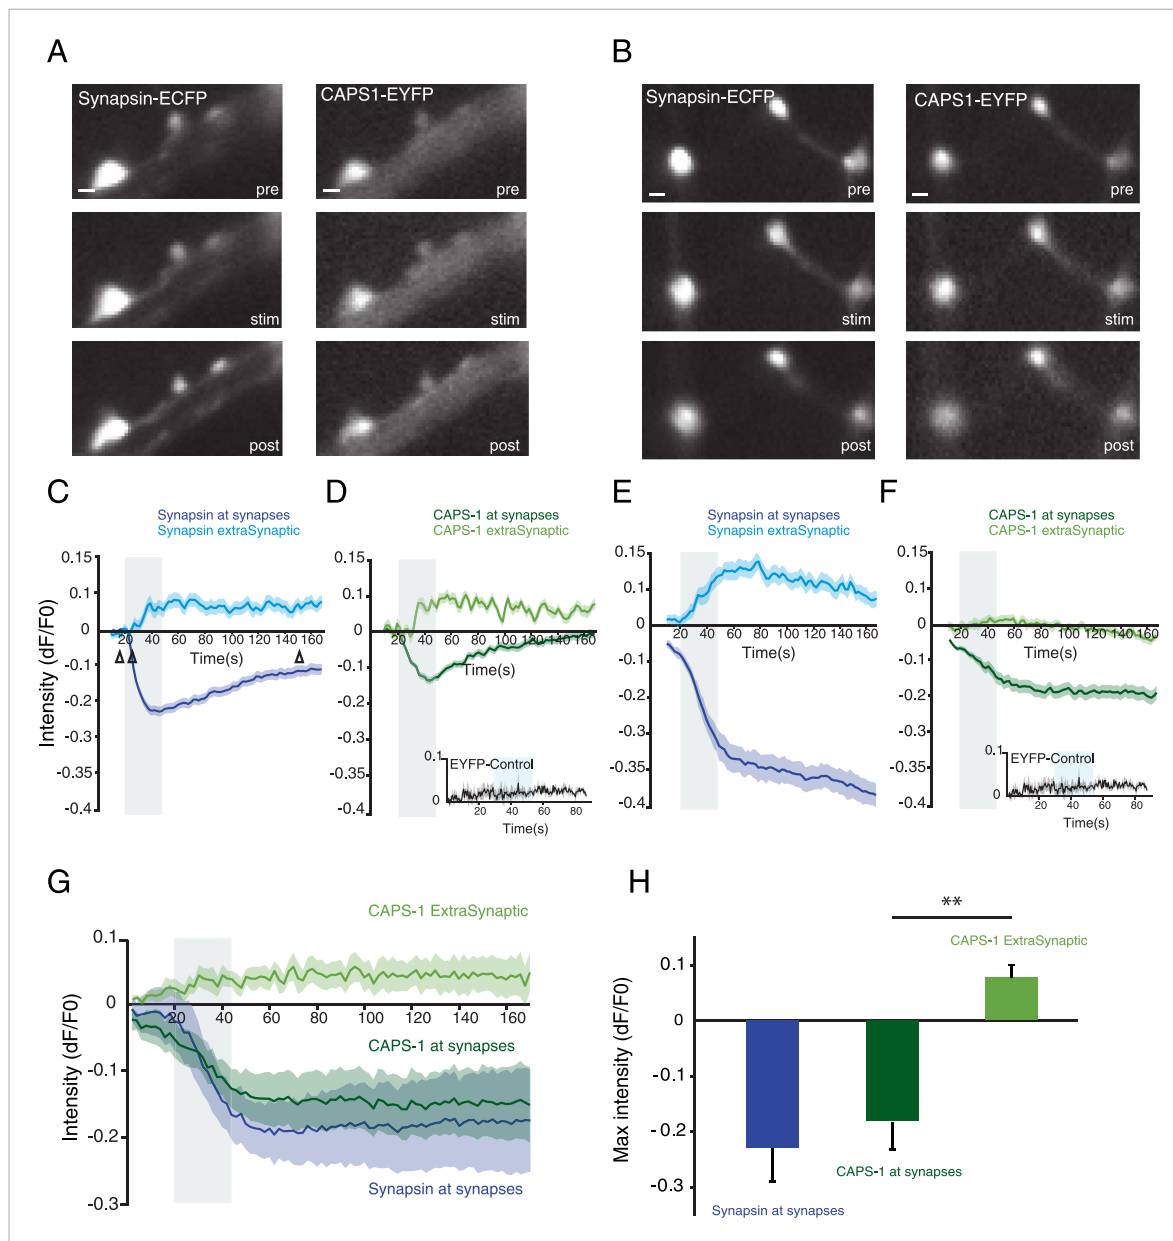 A
B
Synapsin-ECFP
CAPS1-EYFP
Synapsin-ECFP
CAPS1-EYFP
pre
pre
pre
pre
stim
stim
stim
stim
post
post
post
post
C
D
E
F
Synapsin at synapses
Synapsin extraSynaptic
CAPS-1 at synapses
CAPS-1 extraSynaptic
Synapsin at synapses
Synapsin extraSynaptic
CAPS-1 at synapses
CAPS-1 extraSynaptic
Intensity (dF/F0)
0.15
0.1
0
-0.1
-0.2
-0.3
-0.35
-0.4
20 40 60 80 100 120 140 160
Time(s)
0.15
0.1
0
-0.1
-0.2
-0.3
-0.35
-0.4
20 40 60 80 100 120 140 160
Time(s)
0.1
0
EYFP-Control
20 40 60 80
Time(s)
0.15
0.1
0
-0.1
-0.2
-0.3
-0.35
-0.4
20 40 60 80 100 120 140 160
Time(s)
0.15
0.1
0
-0.1
-0.2
-0.3
-0.35
-0.4
20 40 60 80 100 120 140 160
Time(s)
0.1
0
EYFP-Control
20 40 60 80
Time(s)
G
CAPS-1 ExtraSynaptic
Intensity (dF/F0)
0.1
0
-0.1
-0.2
-0.3
20 40 60 80 100 120 140 160
CAPS-1 at synapses
Synapsin at synapses
H
**
CAPS-1 ExtraSynaptic
Max intensity (dF/F0)
0.1
0
-0.1
-0.2
-0.3
CAPS-1 at synapses
Synapsin at synapses